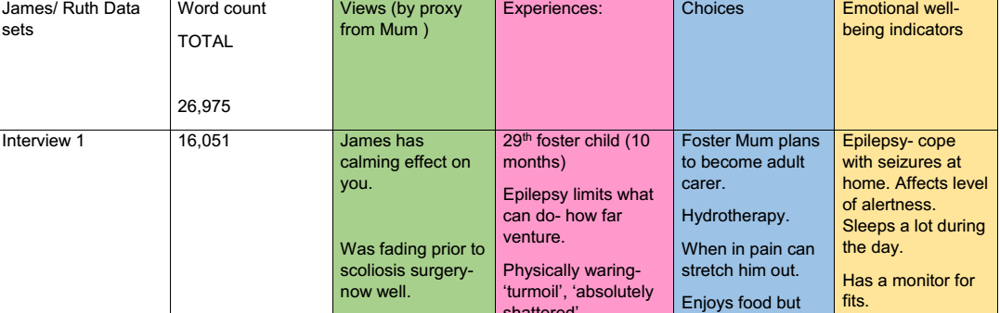 James/ Ruth Data
sets
Word count
TOTAL
26,975
Views (by proxy
from Mum )
Experiences:
Choices
Emotional well-
being indicators
Interview 1
16,051
James has
calming effect on
you.
Was fading prior to
scoliosis surgery-
now well.
29th foster child (10
months)
Epilepsy limits what
can do- how far
venture.
Physically waring-
‘turmoil’, ‘absolutely
shattered’
Foster Mum plans
to become adult
carer.
Hydrotherapy.
When in pain can
stretch him out.
Enjoys food but
Epilepsy- cope
with seizures at
home. Affects level
of alertness.
Sleeps a lot during
the day.
Has a monitor for
fits.